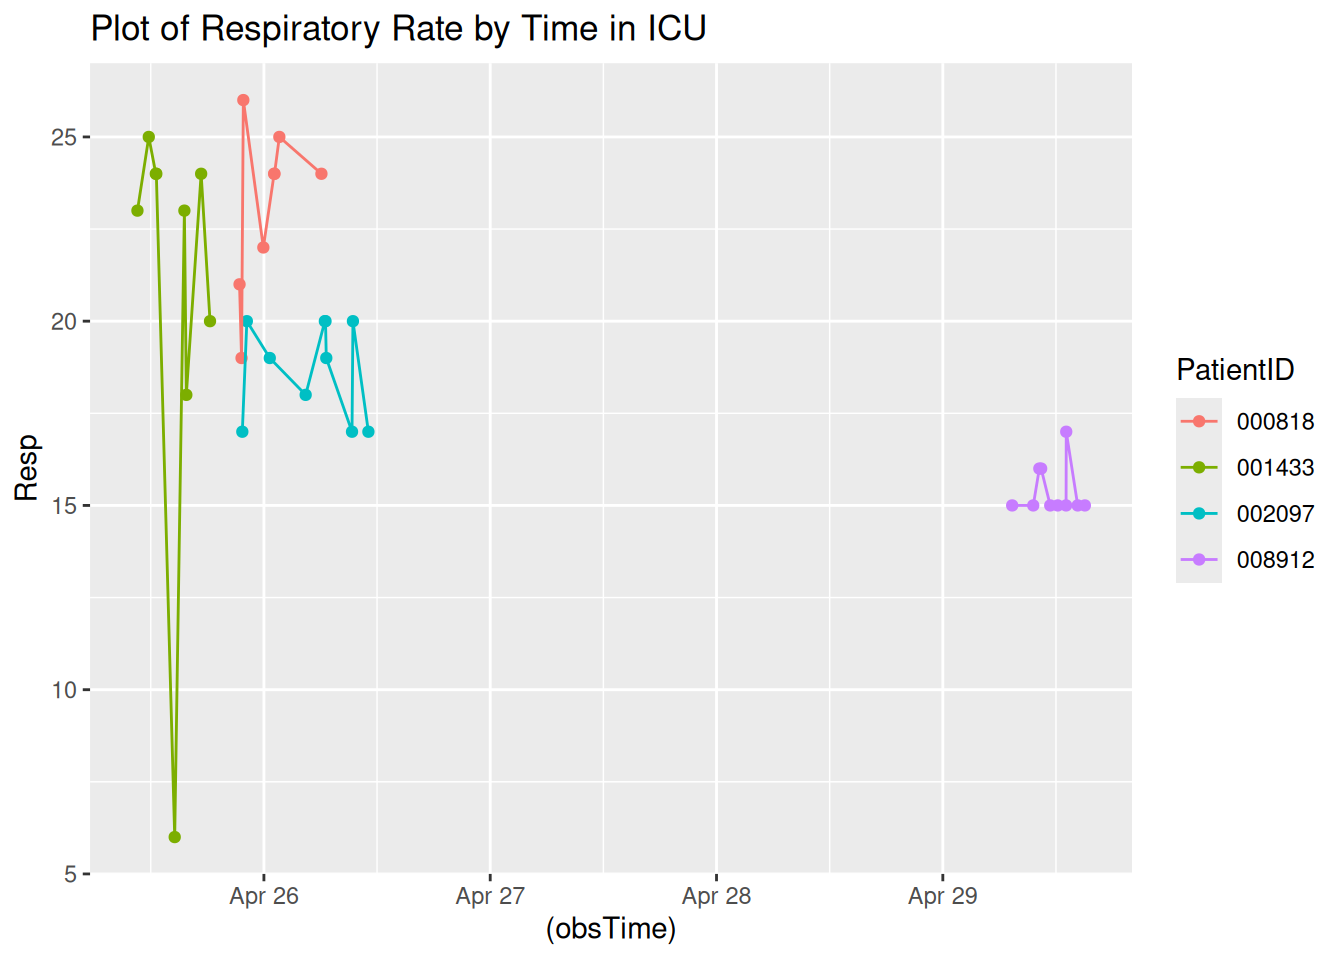 Plot of Respiratory Rate by Time in ICU
25
20
15
10
5
Resp
Apr 26
Apr 27
Apr 28
Apr 29
(obsTime)
PatientID
000818
001433
002097
008912